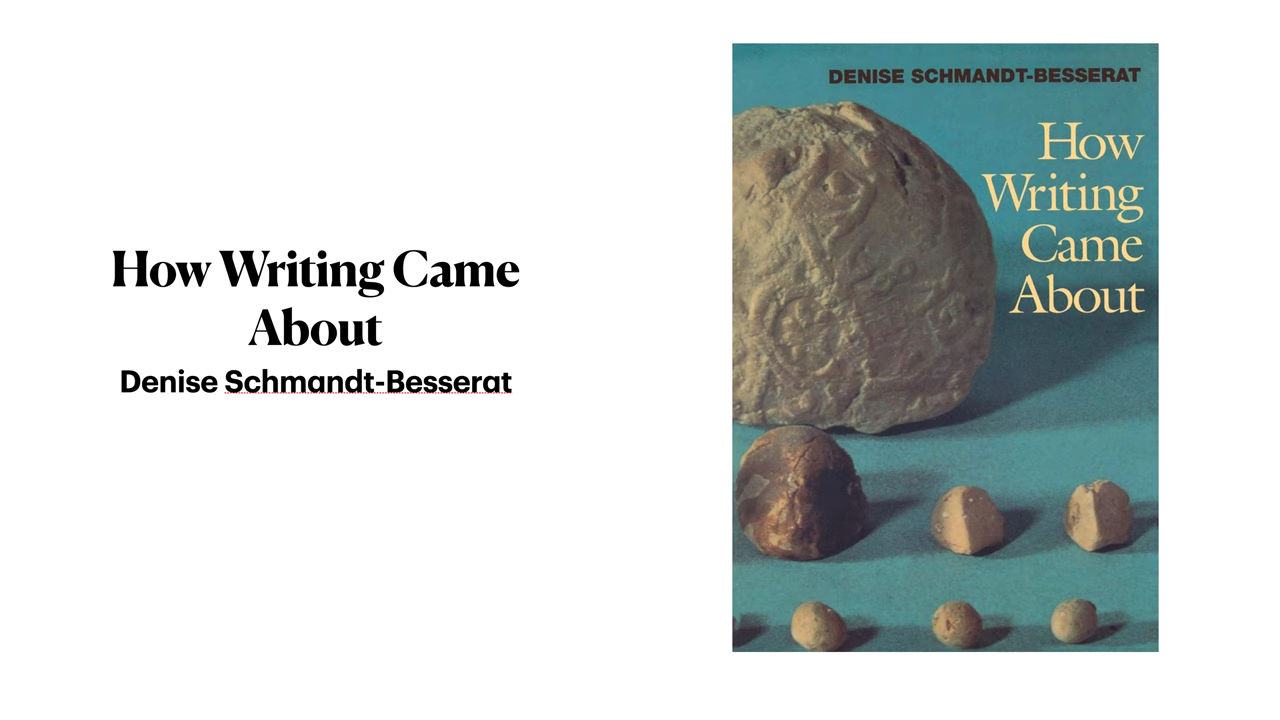 How Writing Came
About
Denise Schmandt-Besserat
DENISE SCHMANDT-BESSERAT
How
Writing
Came
About